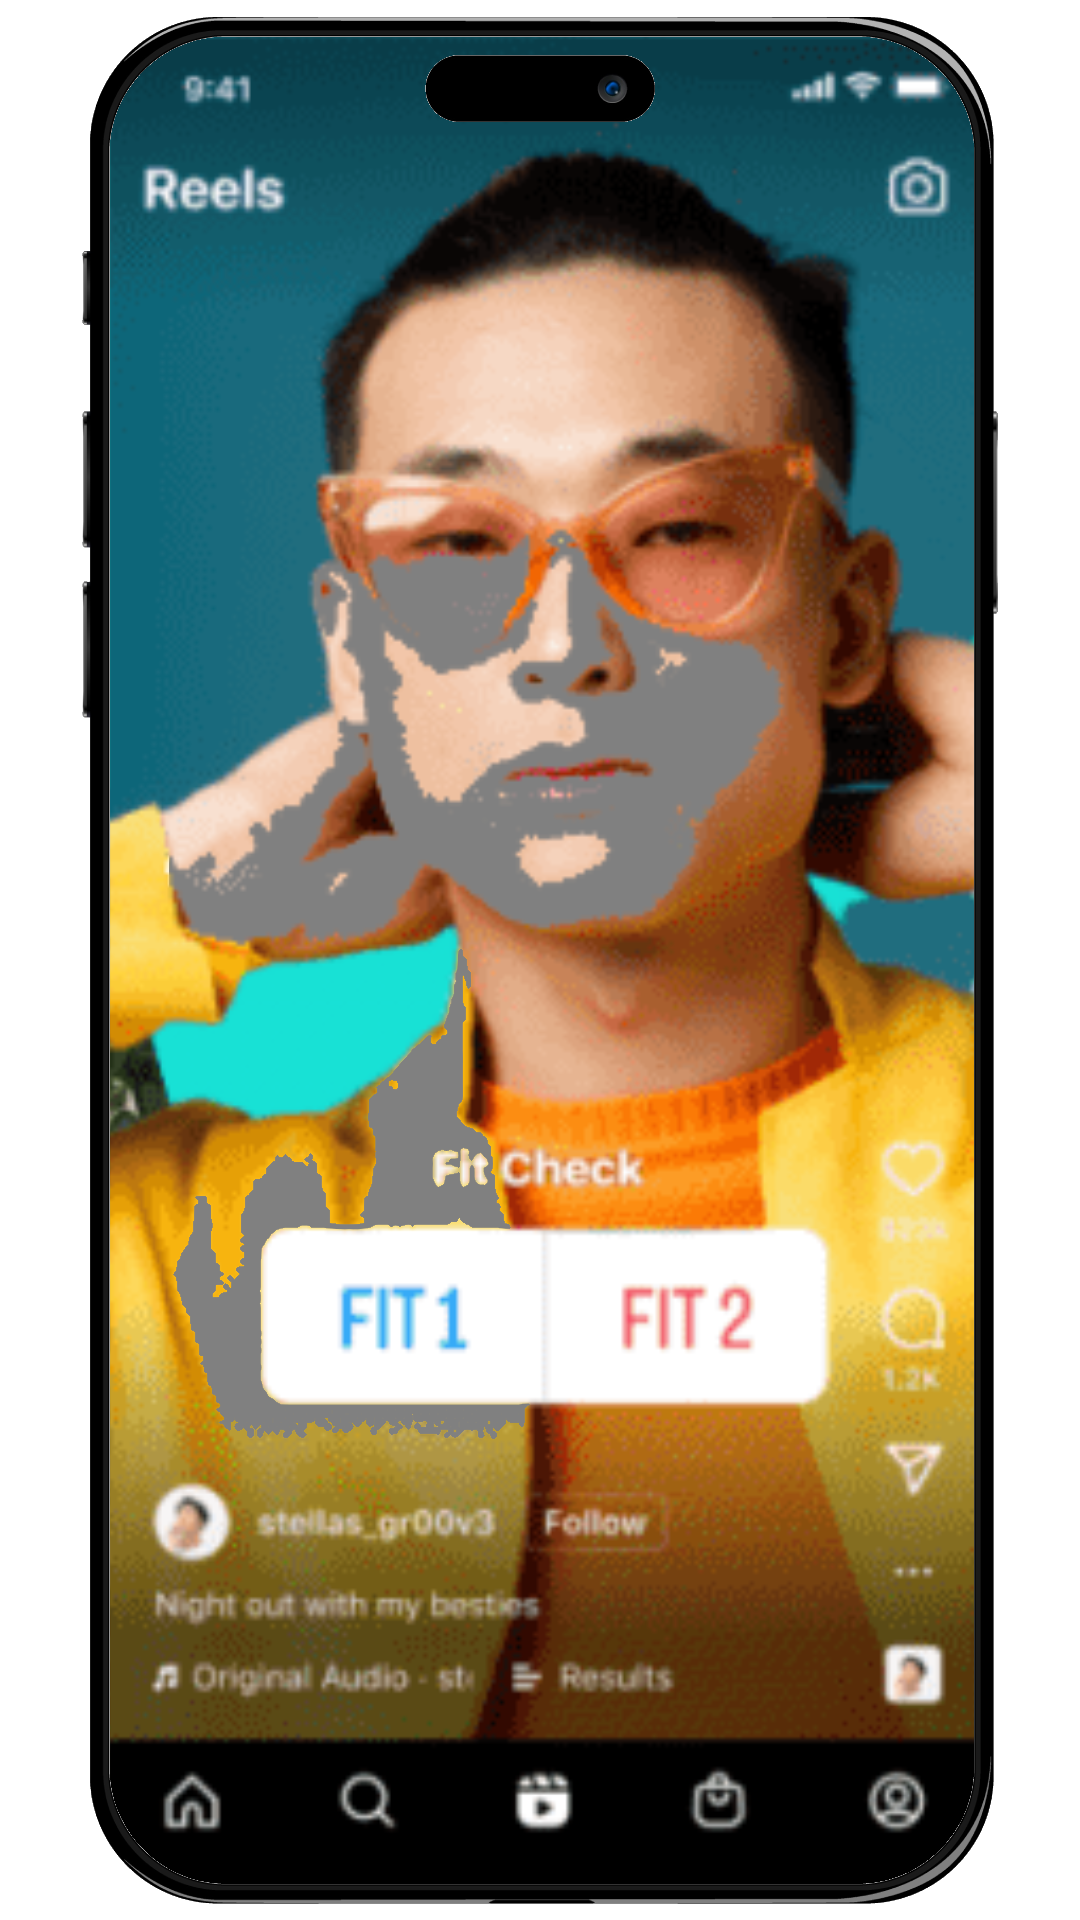 9:41
Reels
Fit Check
FIT 1 FIT 2
1.2K
stellas_gr00v3 Follow
Night out with my besties
Original Audio · st
Results